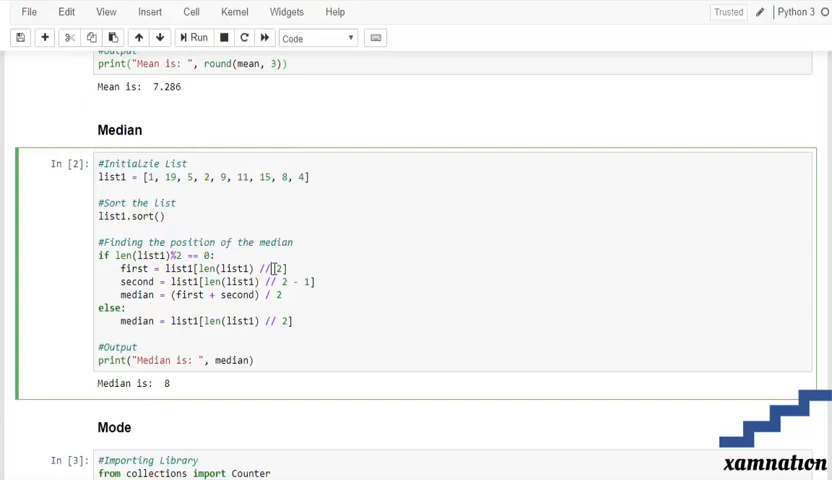 File Edit View Insert Cell Kernel Widgets Help Trusted Python 3
Run Code
#Output
print("Mean is: ", round(mean, 3))
Mean is:  7.286
Median
In [2]:
#Initialzie List
list1 = [1, 19, 5, 2, 9, 11, 15, 8, 4]
#Sort the list
list1.sort()
#Finding the position of the median
if len(list1)%2 == 0:
    first = list1[len(list1) // 2]
    second = list1[len(list1) // 2 - 1]
    median = (first + second) / 2
else:
    median = list1[len(list1) // 2]
#Output
print("Median is: ", median)
Median is:  8
Mode
In [3]:
#Importing Library
from collections import Counter
xamnation